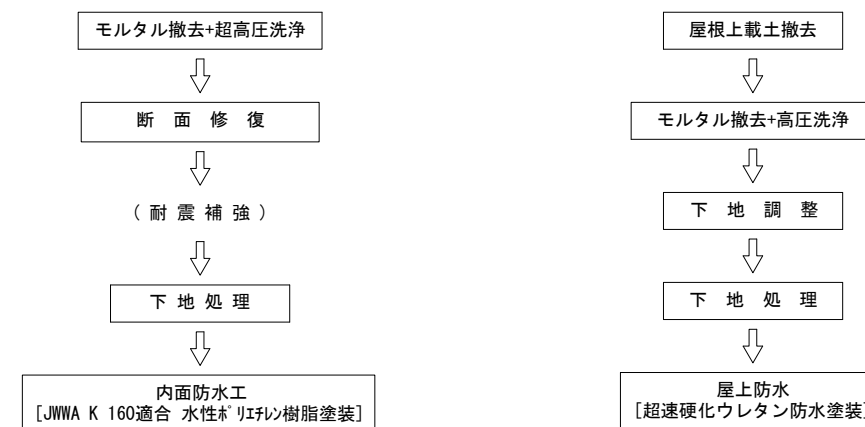 モルタル撤去+超高圧洗浄
断面修復
(耐震補強)
下地処理
内面防水工
[JWWA K 160適合 水性ﾎﾟﾘｴﾁﾚﾝ樹脂塗装]
屋根上載土撤去
モルタル撤去+高圧洗浄
下地調整
下地処理
屋上防水
[超速硬化ウレタン防水塗装]